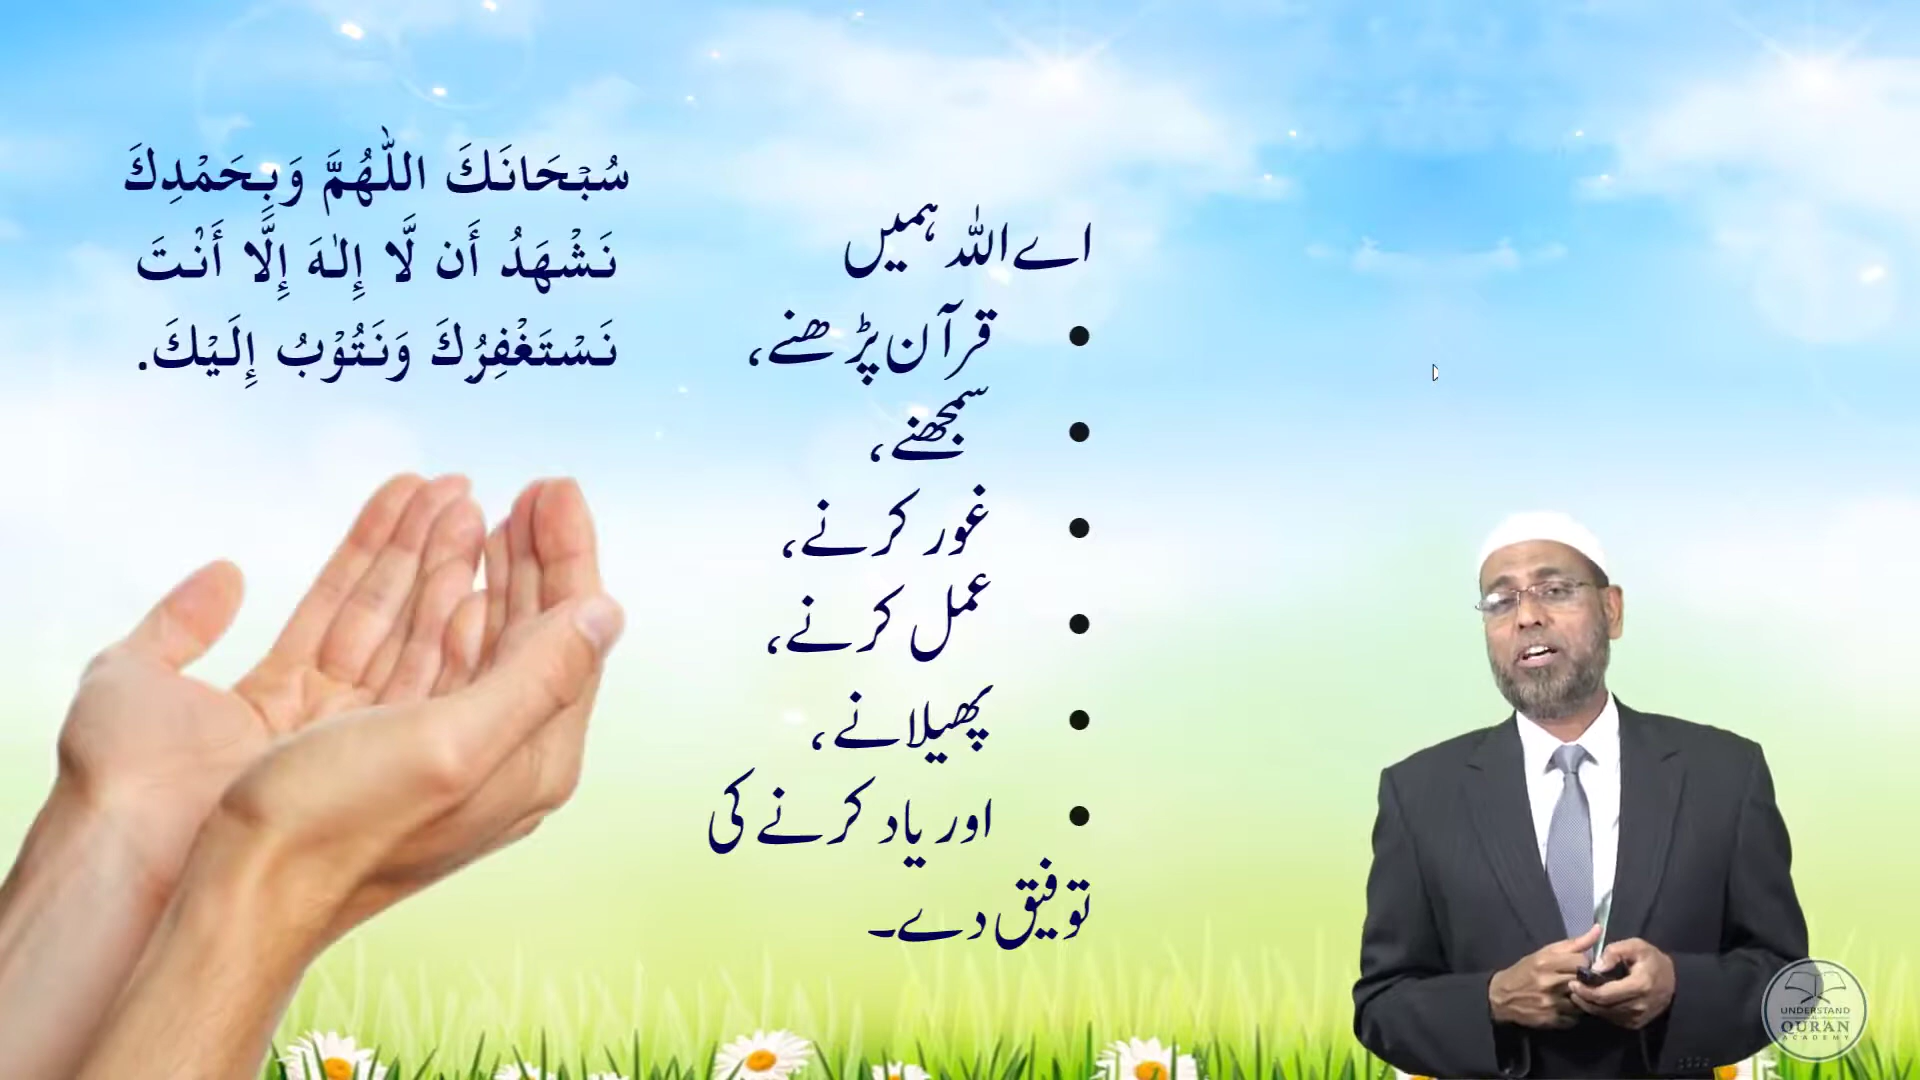 سُبْحَانَكَ اللّٰهُمَّ وَبِحَمْدِكَ
نَشْهَدُ أَن لَّا إِلٰهَ إِلَّا أَنْتَ
نَسْتَغْفِرُكَ وَنَتُوْبُ إِلَيْكَ.
اے اللہ ہمیں
• قرآن پڑھنے،
• سمجھنے،
• غور کرنے،
• عمل کرنے،
• پھیلانے،
• اور یاد کرنے کی
توفیق دے۔
UNDERSTAND
QURAN
ACADEMY